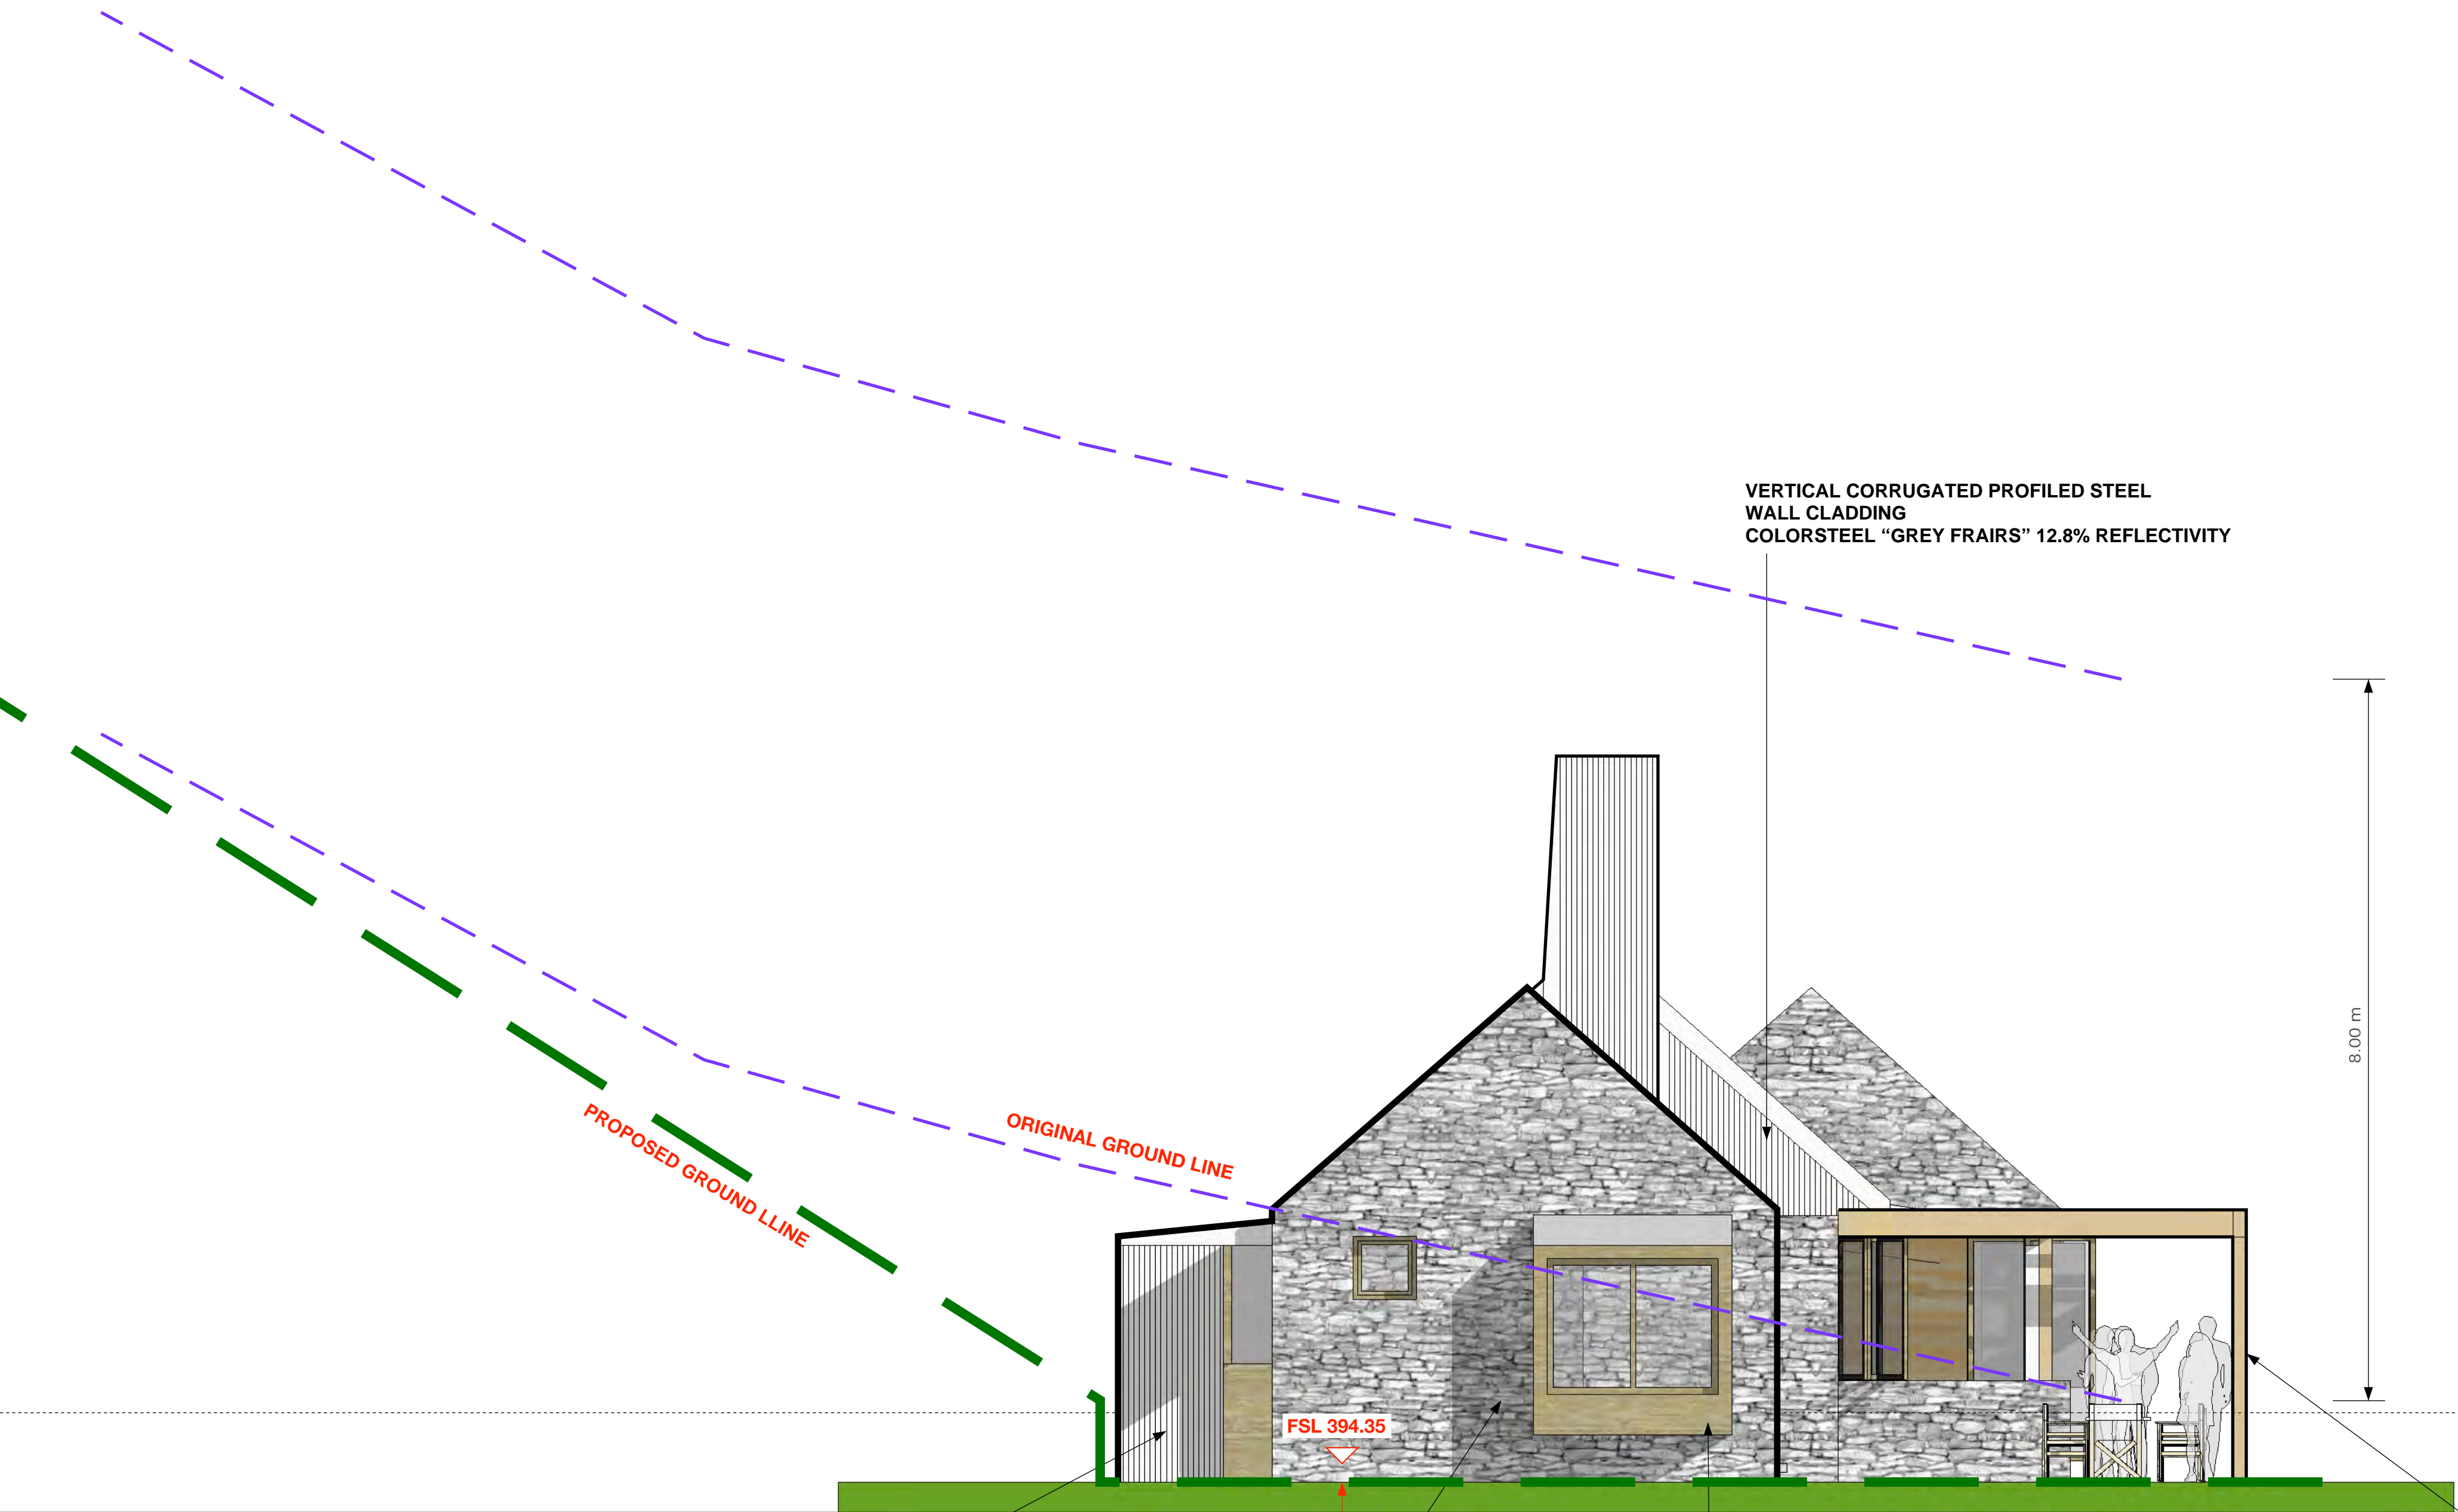 VERTICAL CORRUGATED PROFILED STEEL
WALL CLADDING
COLORSTEEL “GREY FRAIRS” 12.8% REFLECTIVITY
8.00 m
ORIGINAL GROUND LINE
PROPOSED GROUND LLINE
FSL 394.35